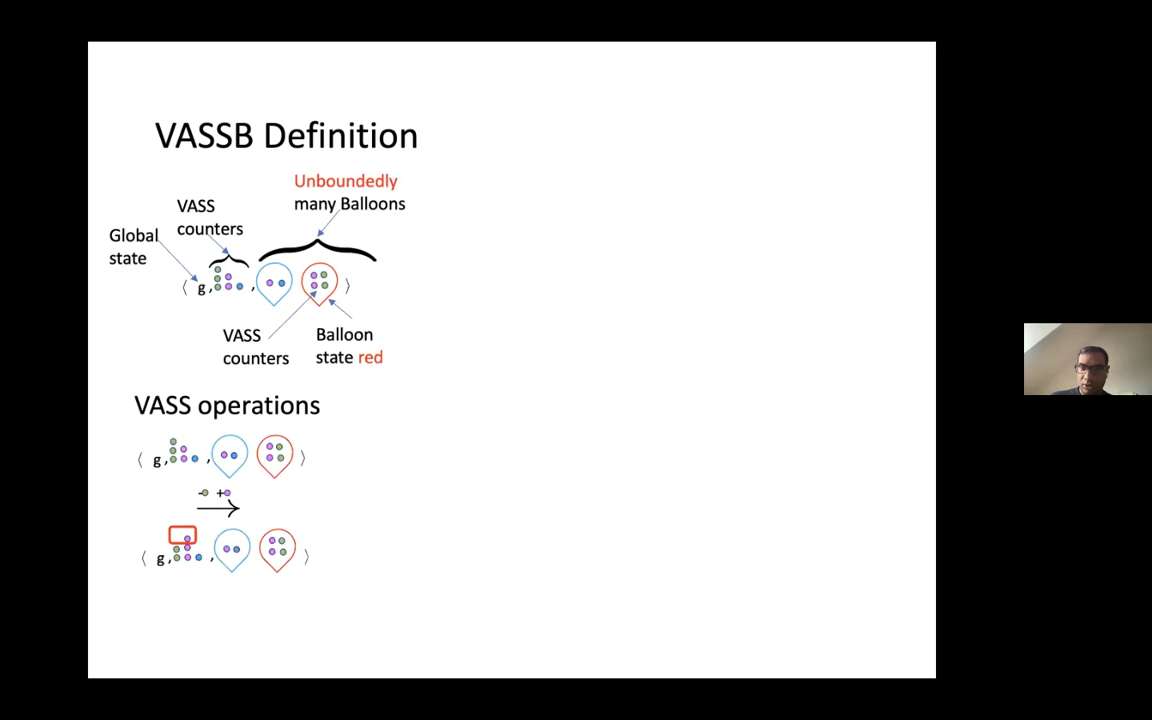 VASSB Definition
Unboundedly
many Balloons
VASS
counters
Global
state
⟨ g, , ⟩
VASS
counters
Balloon
state red
VASS operations
⟨ g, , ⟩
- +
⟨ g, , ⟩